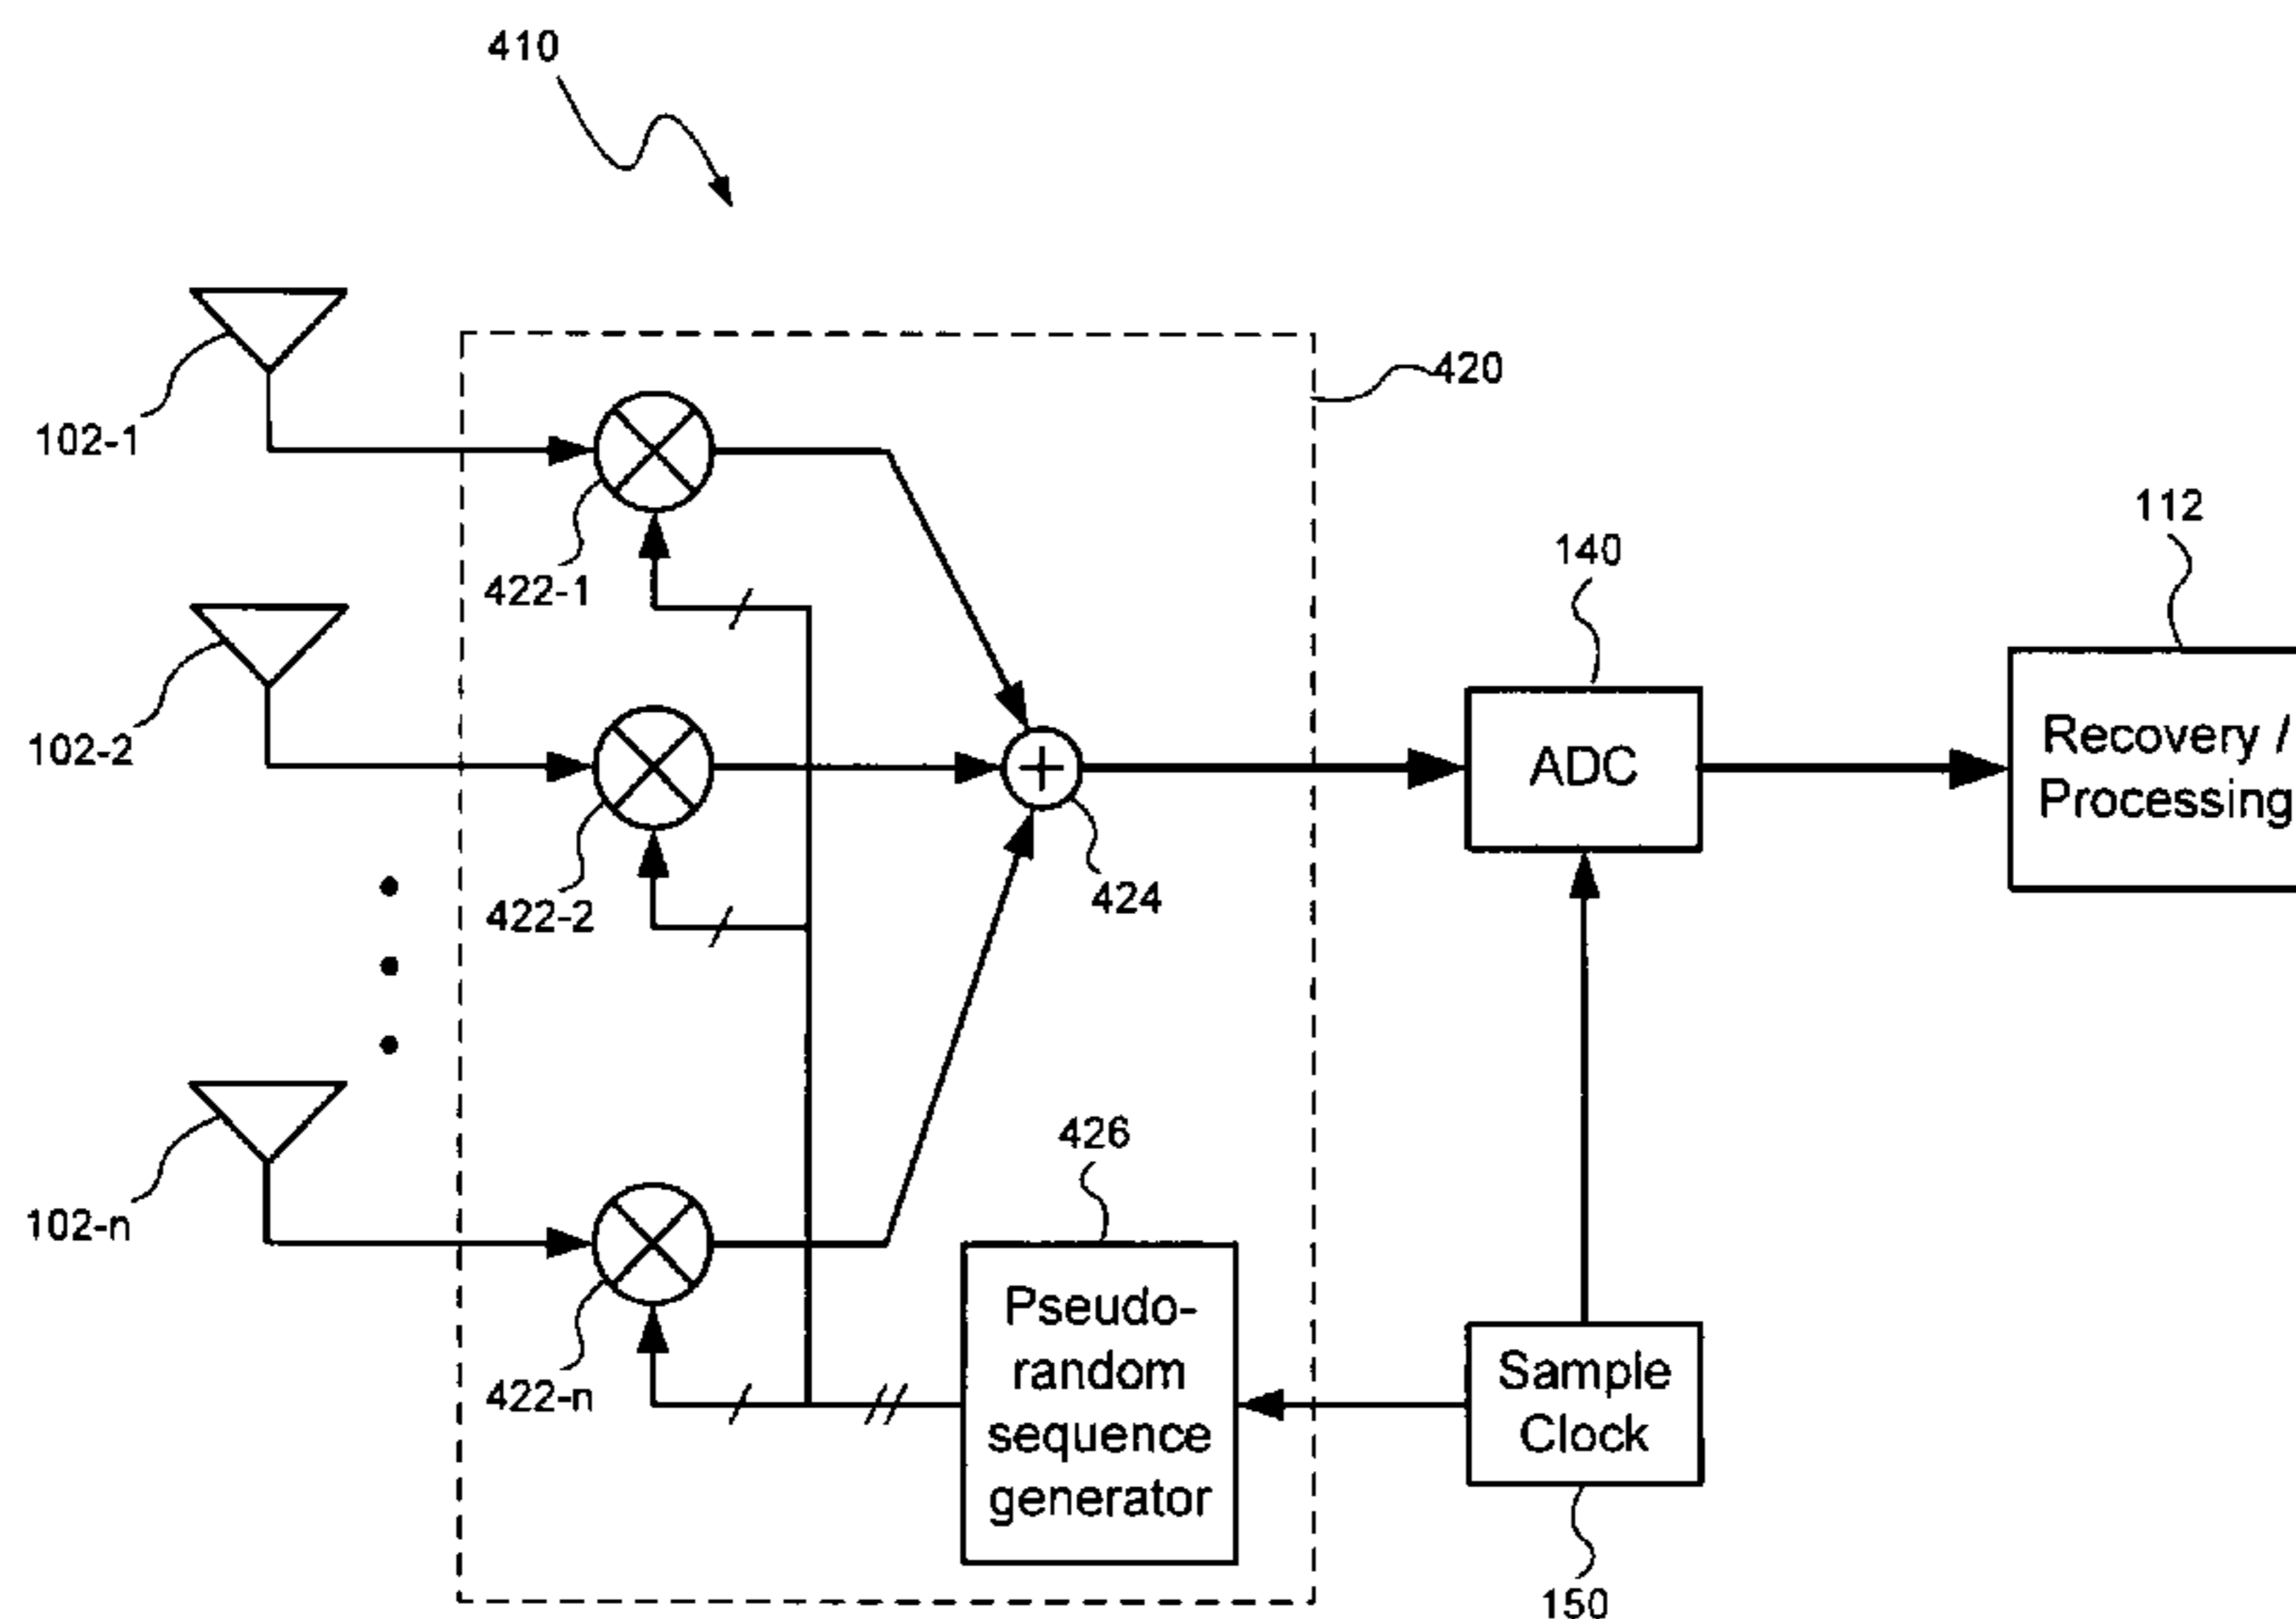 410
420
102-1
422-1
102-2
422-2
424
140
ADC
112
Recovery /
Processing
102-n
422-n
426
Pseudo-
random
sequence
generator
Sample
Clock
150